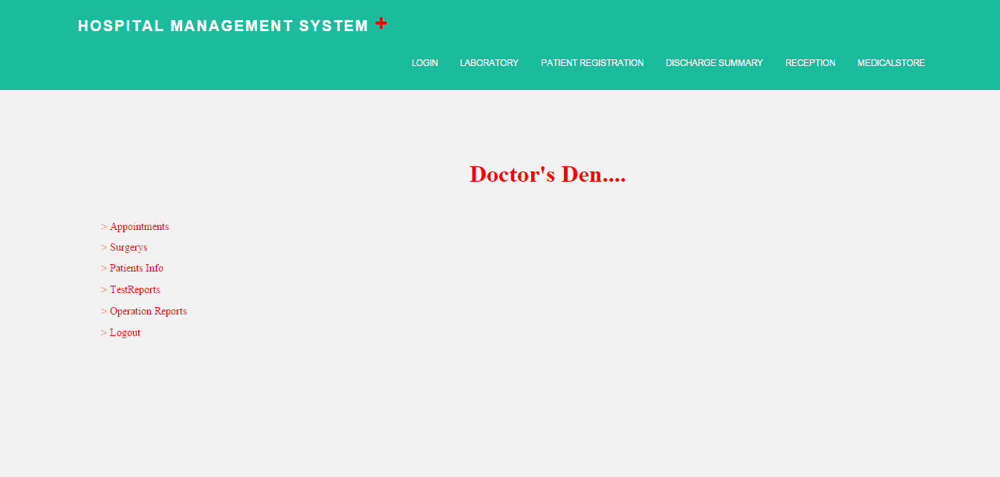 HOSPITAL MANAGEMENT SYSTEM +
LOGIN LABORATORY PATIENT REGISTRATION DISCHARGE SUMMARY RECEPTION MEDICALSTORE
Doctor's Den....
> Appointments
> Surgerys
> Patients Info
> TestReports
> Operation Reports
> Logout